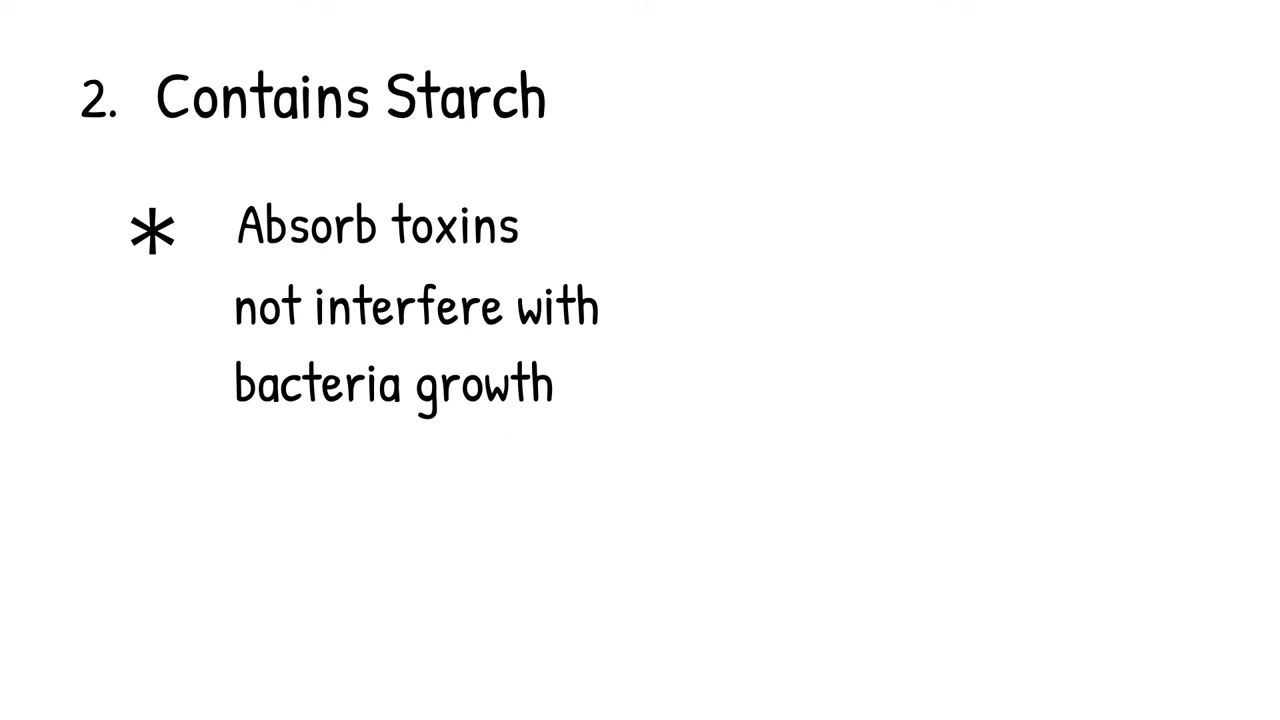 2. Contains Starch
* Absorb toxins
not interfere with
bacteria growth